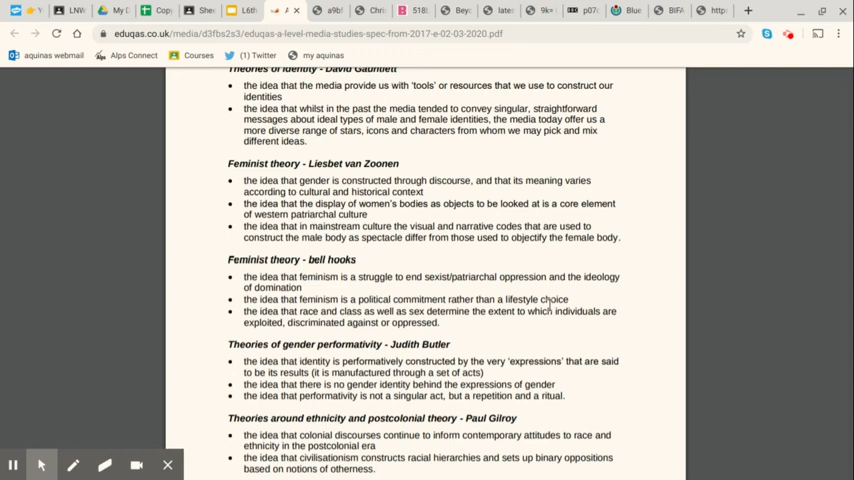 Y
LNW
My D
Copy
Shee
L6th
A
a9b
Chris
518
Beyo
lates
9k=
p07c
Blue
BIFA
http:
eduqas.co.uk/media/d3fbs2s3/eduqas-a-level-media-studies-spec-from-2017-e-02-03-2020.pdf
aquinas webmail
Alps Connect
Courses
(1) Twitter
my aquinas
Theories of identity - David Gauntlett
• the idea that the media provide us with ‘tools’ or resources that we use to construct our
identities
• the idea that whilst in the past the media tended to convey singular, straightforward
messages about ideal types of male and female identities, the media today offer us a
more diverse range of stars, icons and characters from whom we may pick and mix
different ideas.
Feminist theory - Liesbet van Zoonen
• the idea that gender is constructed through discourse, and that its meaning varies
according to cultural and historical context
• the idea that the display of women’s bodies as objects to be looked at is a core element
of western patriarchal culture
• the idea that in mainstream culture the visual and narrative codes that are used to
construct the male body as spectacle differ from those used to objectify the female body.
Feminist theory - bell hooks
• the idea that feminism is a struggle to end sexist/patriarchal oppression and the ideology
of domination
• the idea that feminism is a political commitment rather than a lifestyle choice
• the idea that race and class as well as sex determine the extent to which individuals are
exploited, discriminated against or oppressed.
Theories of gender performativity - Judith Butler
• the idea that identity is performatively constructed by the very ‘expressions’ that are said
to be its results (it is manufactured through a set of acts)
• the idea that there is no gender identity behind the expressions of gender
• the idea that performativity is not a singular act, but a repetition and a ritual.
Theories around ethnicity and postcolonial theory - Paul Gilroy
• the idea that colonial discourses continue to inform contemporary attitudes to race and
ethnicity in the postcolonial era
• the idea that civilisationism constructs racial hierarchies and sets up binary oppositions
based on notions of otherness.